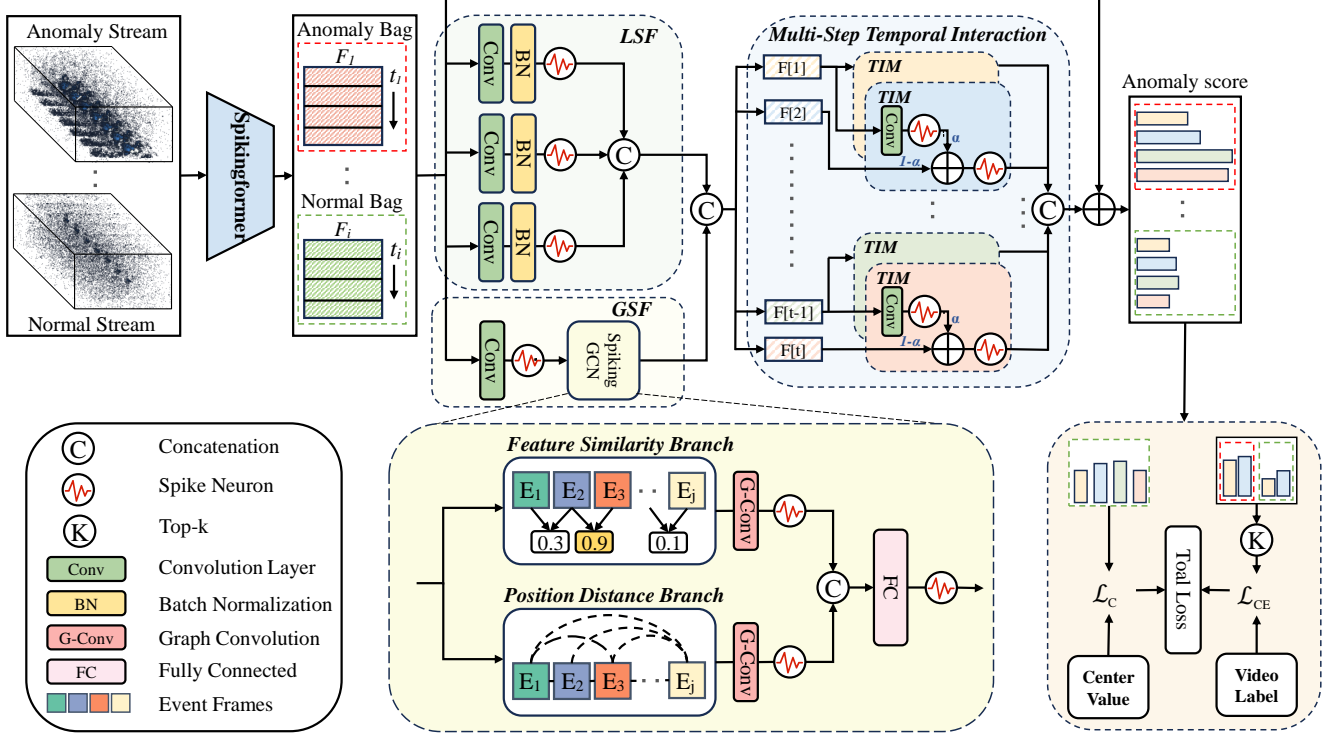 Anomaly Stream
Normal Stream
Spikingformer
Anomaly Bag
F1
t1
Normal Bag
Fi
ti
LSF
Conv
BN
Conv
BN
Conv
BN
C
GSF
Conv
Spiking
GCN
C
Multi-Step Temporal Interaction
F[1]
F[2]
F[t-1]
F[t]
TIM
TIM
Conv
α
1-α
TIM
TIM
Conv
α
1-α
C
Anomaly score
C
Concatenation
Spike Neuron
K
Top-k
Conv
Convolution Layer
BN
Batch Normalization
G-Conv
Graph Convolution
FC
Fully Connected
Event Frames
Feature Similarity Branch
E1 E2 E3 Ej
0.3 0.9 0.1
G-Conv
Position Distance Branch
E1 E2 E3 Ej
G-Conv
C
FC
K
ℒC
Toal Loss
ℒCE
Center
Value
Video
Label